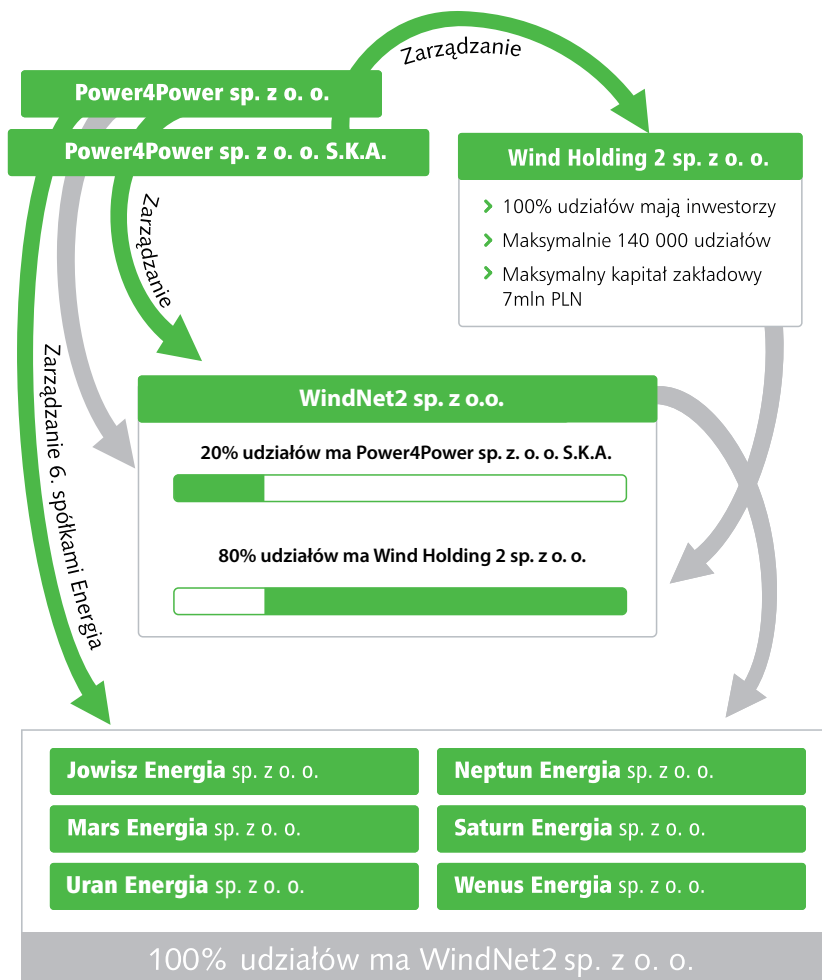 Zarządzanie
Power4Power sp. z o. o.
Power4Power sp. z o. o. S.K.A.
Wind Holding 2 sp. z o. o.
100% udziałów mają inwestorzy
Maksymalnie 140 000 udziałów
Maksymalny kapitał zakładowy
7mln PLN
Zarządzanie
Zarządzanie 6. spółkami Energia
WindNet2 sp. z o.o.
20% udziałów ma Power4Power sp. z. o. o. S.K.A.
80% udziałów ma Wind Holding 2 sp. z o. o.
Jowisz Energia sp. z o. o.
Neptun Energia sp. z o. o.
Mars Energia sp. z o. o.
Saturn Energia sp. z o. o.
Uran Energia sp. z o. o.
Wenus Energia sp. z o. o.
100% udziałów ma WindNet2 sp. z o. o.